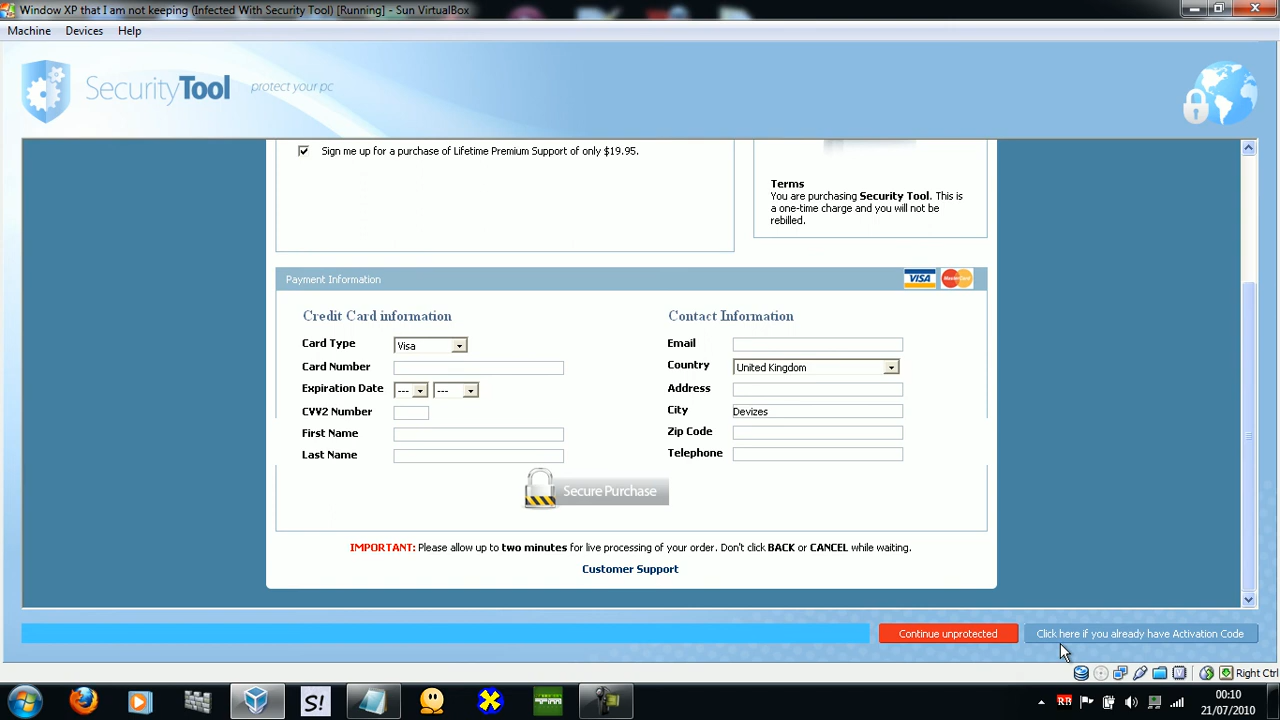 Window XP that I am not keeping (Infected With Security Tool) [Running] - Sun VirtualBox
Machine Devices Help
SecurityTool protect your pc
Sign me up for a purchase of Lifetime Premium Support of only $19.95.
Terms
You are purchasing Security Tool. This is
a one-time charge and you will not be
rebilled.
Payment Information
VISA MasterCard
Credit Card information
Card Type Visa
Card Number
Expiration Date --- ---
CVV2 Number
First Name
Last Name
Contact Information
Email
Country United Kingdom
Address
City Devizes
Zip Code
Telephone
Secure Purchase
IMPORTANT: Please allow up to two minutes for live processing of your order. Don't click BACK or CANCEL while waiting.
Customer Support
Continue unprotected
Click here if you already have Activation Code
Right Ctrl
S!
00:10
21/07/2010